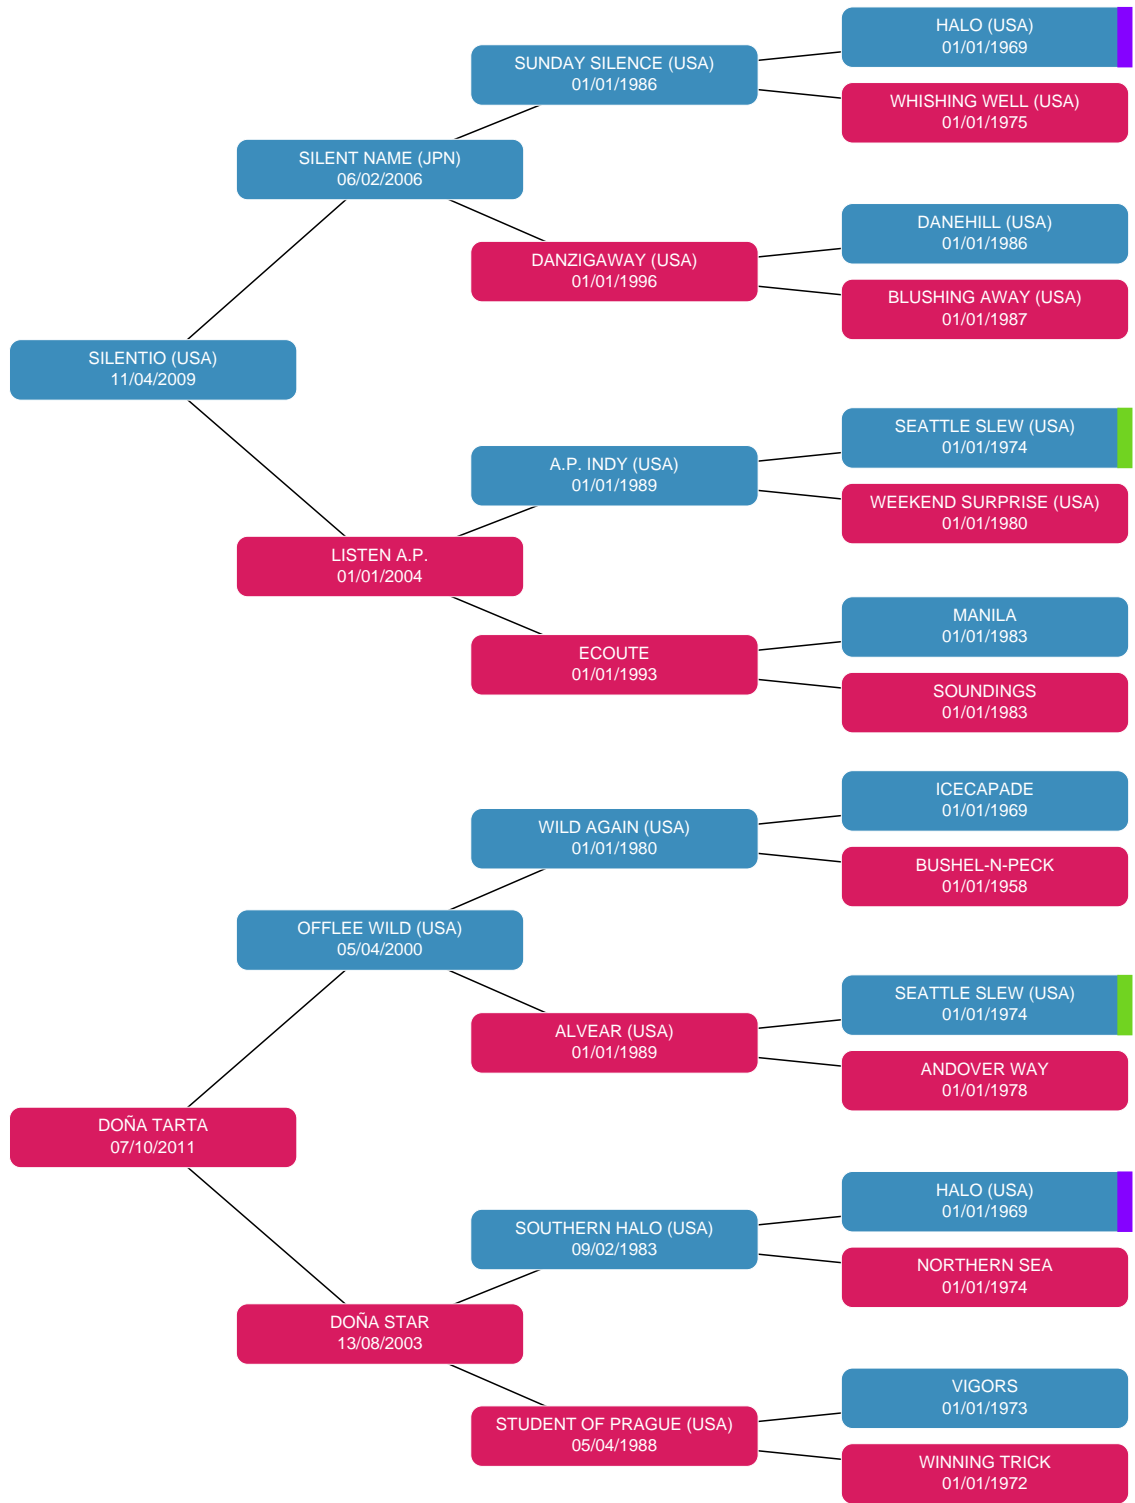 HALO (USA)
01/01/1969
SUNDAY SILENCE (USA)
01/01/1986
WHISHING WELL (USA)
01/01/1975
SILENT NAME (JPN)
06/02/2006
DANEHILL (USA)
01/01/1986
DANZIGAWAY (USA)
01/01/1996
BLUSHING AWAY (USA)
01/01/1987
SILENTIO (USA)
11/04/2009
SEATTLE SLEW (USA)
01/01/1974
A.P. INDY (USA)
01/01/1989
WEEKEND SURPRISE (USA)
01/01/1980
LISTEN A.P.
01/01/2004
MANILA
01/01/1983
ECOUTE
01/01/1993
SOUNDINGS
01/01/1983
ICECAPADE
01/01/1969
WILD AGAIN (USA)
01/01/1980
BUSHEL-N-PECK
01/01/1958
OFFLEE WILD (USA)
05/04/2000
SEATTLE SLEW (USA)
01/01/1974
ALVEAR (USA)
01/01/1989
ANDOVER WAY
01/01/1978
DOÑA TARTA
07/10/2011
HALO (USA)
01/01/1969
SOUTHERN HALO (USA)
09/02/1983
NORTHERN SEA
01/01/1974
DOÑA STAR
13/08/2003
VIGORS
01/01/1973
STUDENT OF PRAGUE (USA)
05/04/1988
WINNING TRICK
01/01/1972